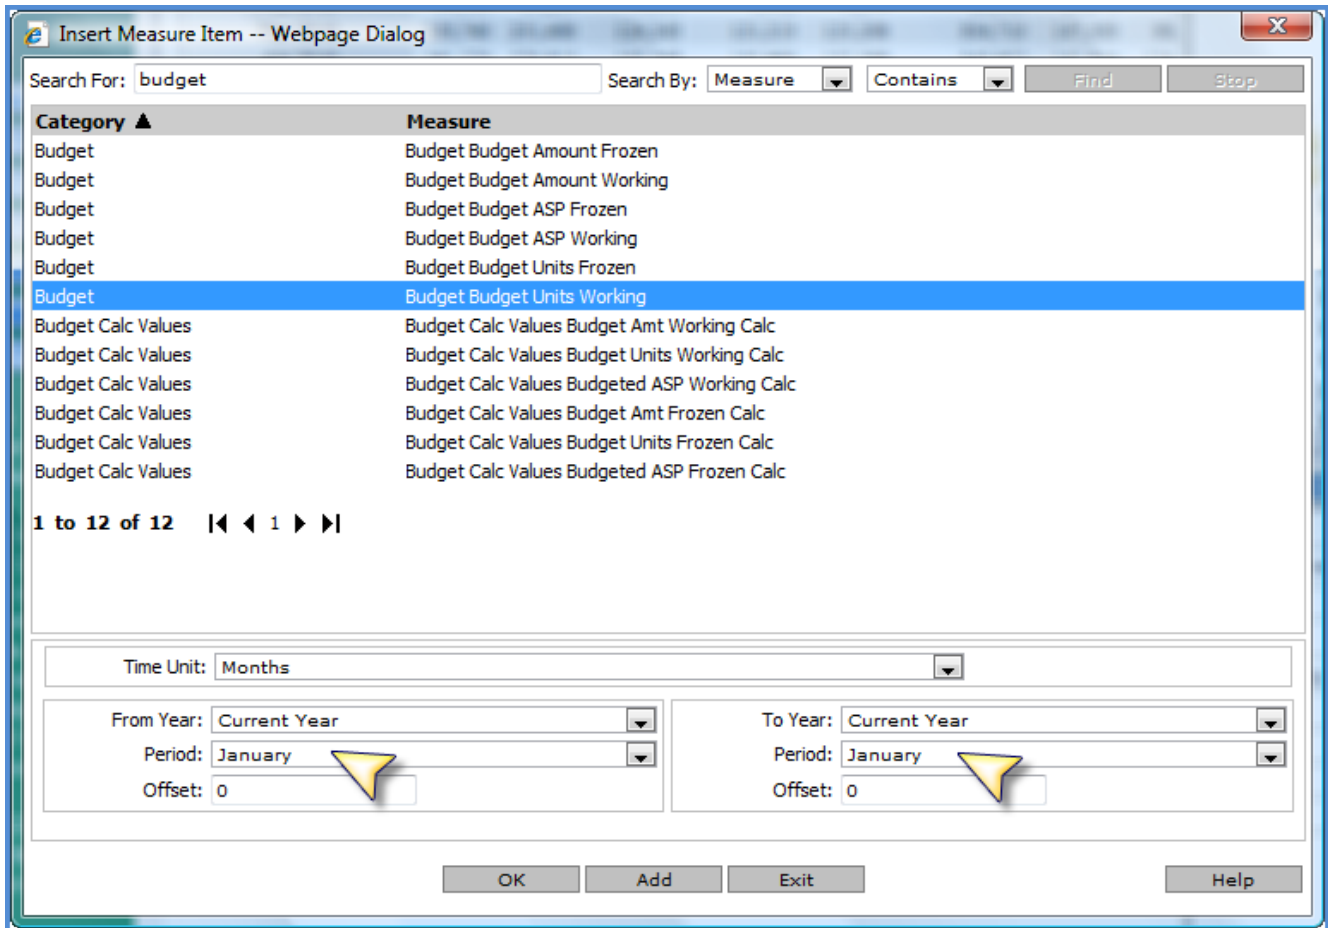 Insert Measure Item -- Webpage Dialog
X
Search For: budget Search By: Measure Contains Find Stop
Category ▲ Measure
Budget Budget Budget Amount Frozen
Budget Budget Budget Amount Working
Budget Budget Budget ASP Frozen
Budget Budget Budget ASP Working
Budget Budget Budget Units Frozen
Budget Budget Budget Units Working
Budget Calc Values Budget Calc Values Budget Amt Working Calc
Budget Calc Values Budget Calc Values Budget Units Working Calc
Budget Calc Values Budget Calc Values Budgeted ASP Working Calc
Budget Calc Values Budget Calc Values Budget Amt Frozen Calc
Budget Calc Values Budget Calc Values Budget Units Frozen Calc
Budget Calc Values Budget Calc Values Budgeted ASP Frozen Calc
1 to 12 of 12 1
Time Unit: Months
From Year: Current Year To Year: Current Year
Period: January Period: January
Offset: 0 Offset: 0
OK Add Exit Help